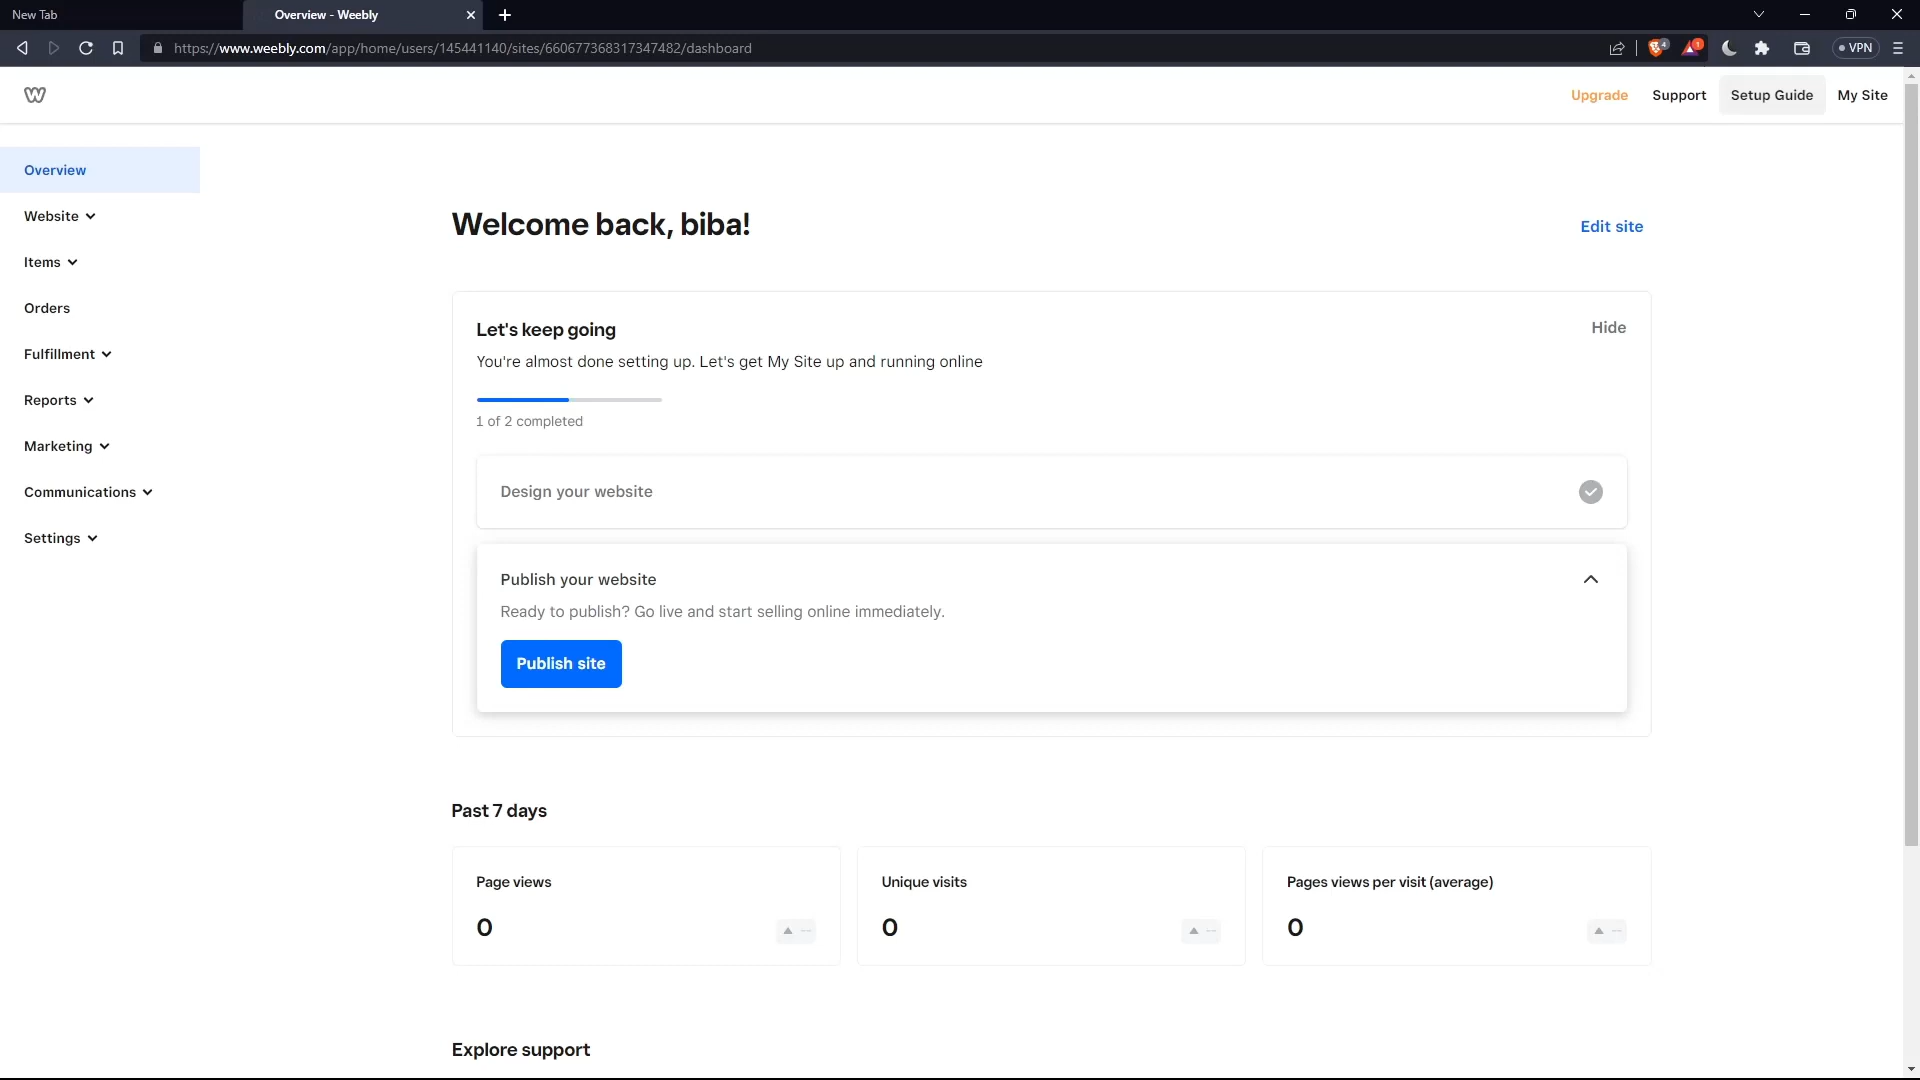 New Tab
Overview - Weebly
https://www.weebly.com/app/home/users/145441140/sites/660677368317347482/dashboard
4
1
VPN
W
Upgrade
Support
Setup Guide
My Site
Overview
Website
Items
Orders
Fulfillment
Reports
Marketing
Communications
Settings
Welcome back, biba!
Edit site
Let's keep going
Hide
You're almost done setting up. Let's get My Site up and running online
1 of 2 completed
Design your website
Publish your website
Ready to publish? Go live and start selling online immediately.
Publish site
Past 7 days
Page views
0
--
Unique visits
0
--
Pages views per visit (average)
0
--
Explore support